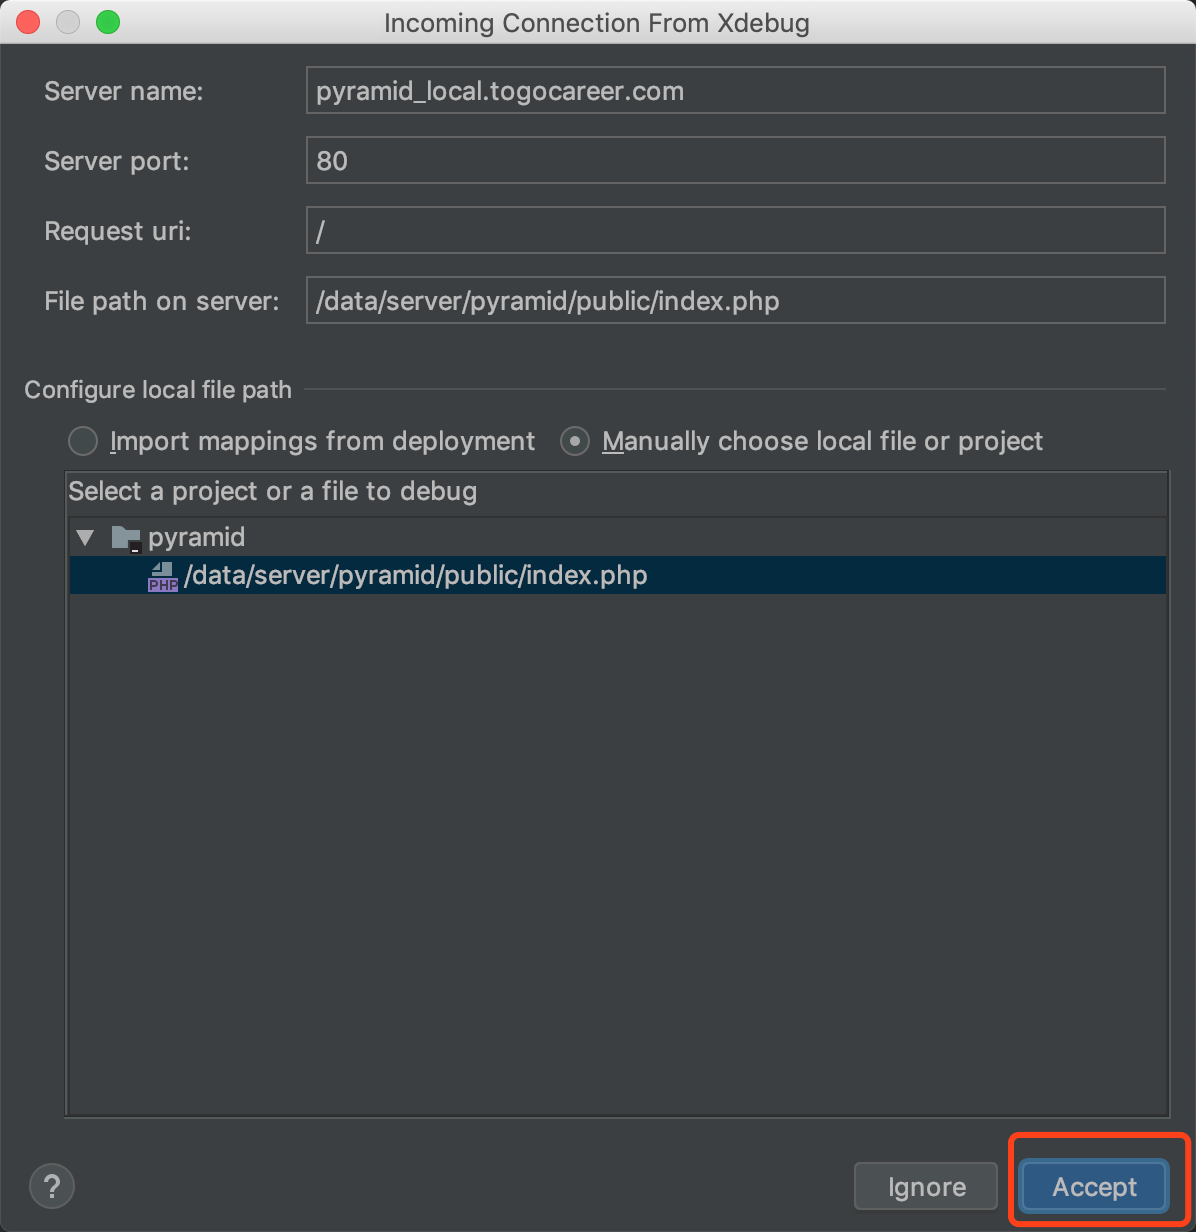 Incoming Connection From Xdebug
Server name: pyramid_local.togocareer.com
Server port: 80
Request uri: /
File path on server: /data/server/pyramid/public/index.php
Configure local file path
Import mappings from deployment Manually choose local file or project
Select a project or a file to debug
pyramid
PHP /data/server/pyramid/public/index.php
? Ignore Accept